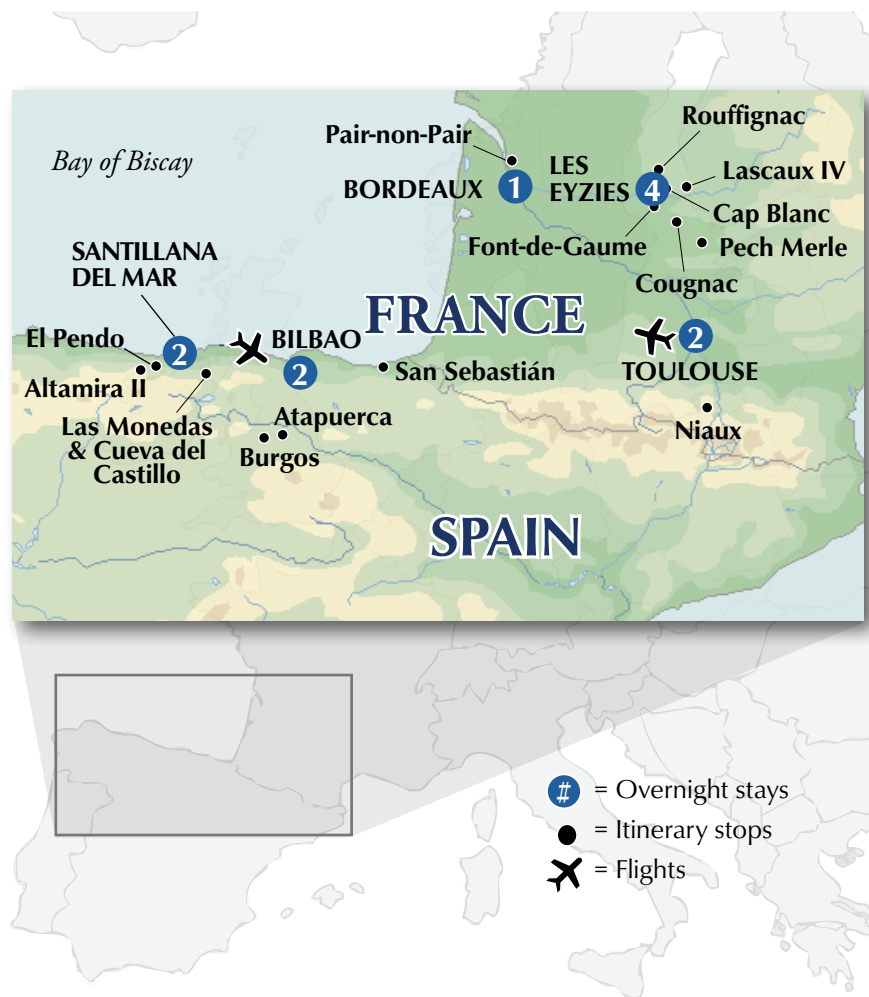 Rouffignac
Pair-non-Pair
Bay of Biscay
LES
EYZIES
4
Lascaux IV
BORDEAUX
1
Cap Blanc
Font-de-Gaume
Pech Merle
SANTILLANA
DEL MAR
Cougnac
FRANCE
El Pendo
2
BILBAO
2
2
TOULOUSE
San Sebastián
Altamira II
Las Monedas
& Cueva del
Castillo
Atapuerca
Burgos
Niaux
SPAIN
# = Overnight stays
= Itinerary stops
= Flights